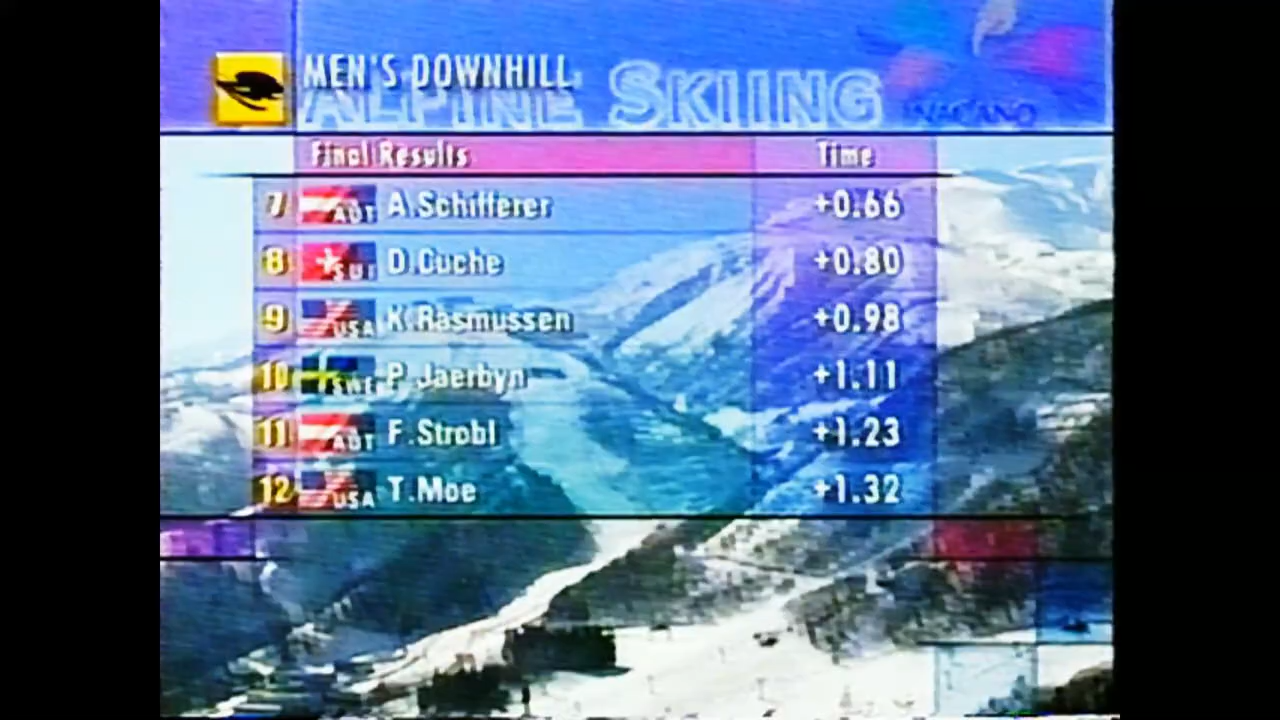 MEN'S DOWNHILL
ALPINE SKIING
Final Results Time
7 AUT A.Schifferer +0.66
8 SUI D.Cuche +0.80
9 USA K.Rasmussen +0.98
10 SWE P.Jaerbyn +1.11
11 AUT F.Strobl +1.23
12 USA T.Moe +1.32